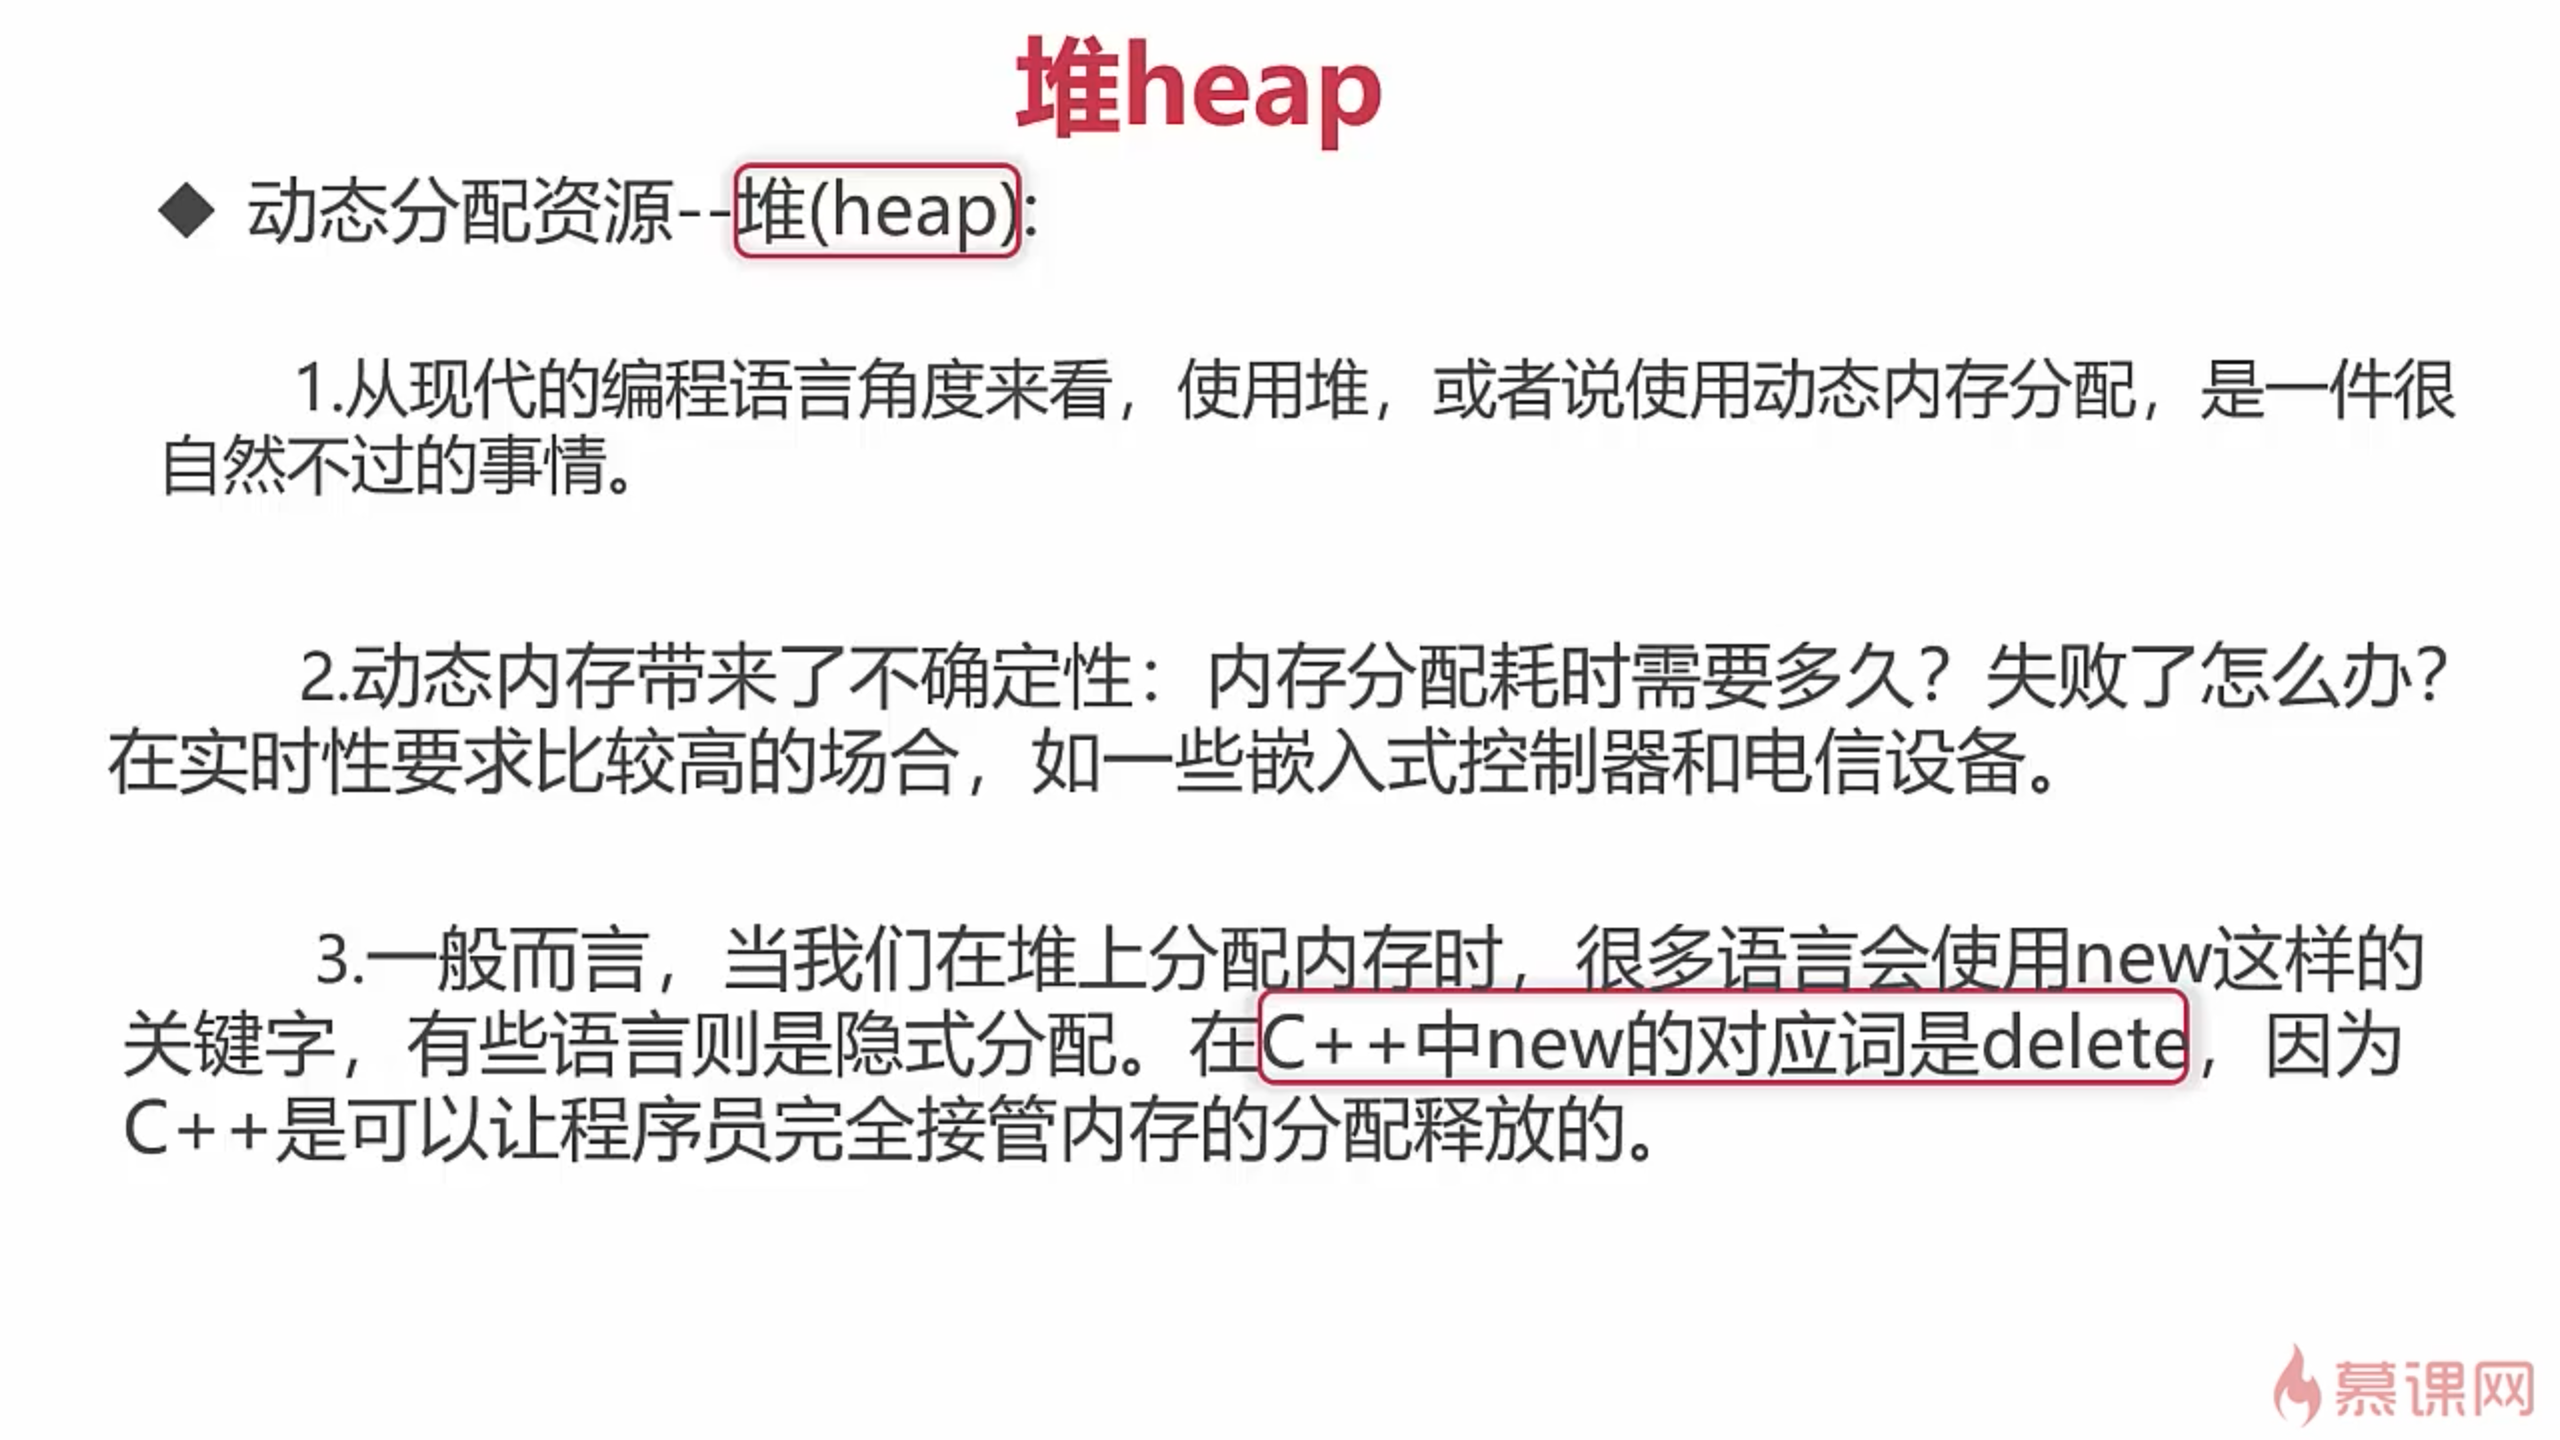 堆heap
◆ 动态分配资源--堆(heap):
1.从现代的编程语言角度来看，使用堆，或者说使用动态内存分配，是一件很
自然不过的事情。
2.动态内存带来了不确定性：内存分配耗时需要多久？失败了怎么办？
在实时性要求比较高的场合，如一些嵌入式控制器和电信设备。
3.一般而言，当我们在堆上分配内存时，很多语言会使用new这样的
关键字，有些语言则是隐式分配。在C++中new的对应词是delete，因为
C++是可以让程序员完全接管内存的分配释放的。
慕课网